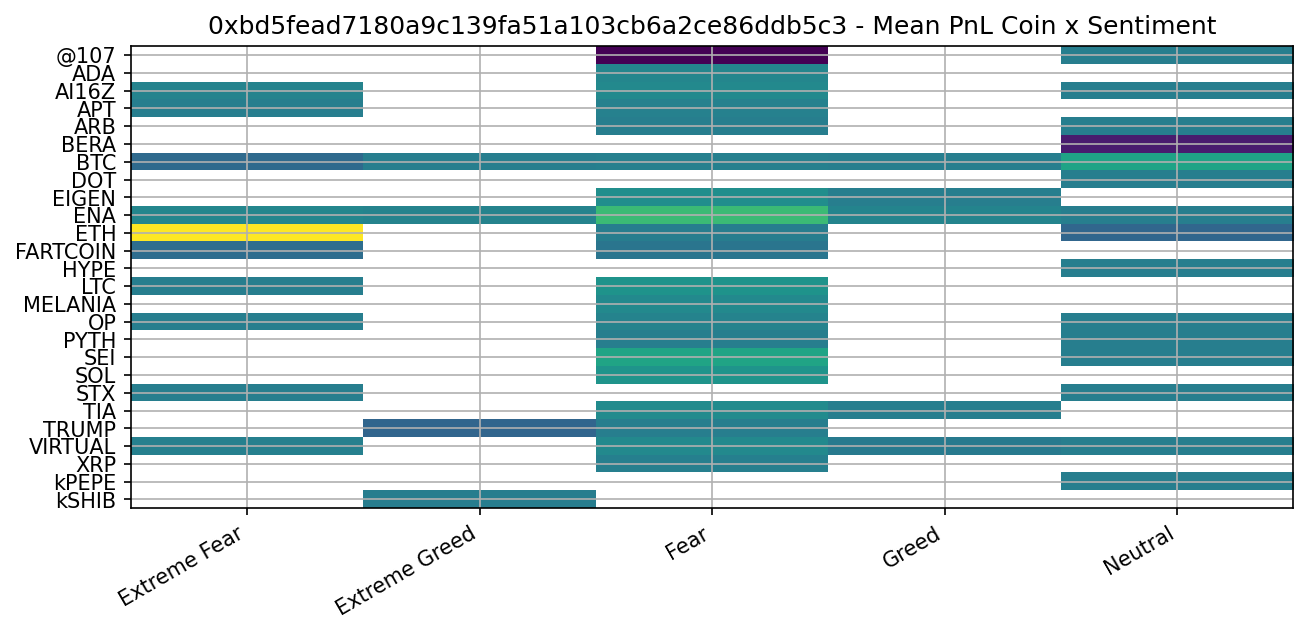 0xbd5fead7180a9c139fa51a103cb6a2ce86ddb5c3 - Mean PnL Coin x Sentiment
@107
ADA
AI16Z
APT
ARB
BERA
BTC
DOT
EIGEN
ENA
ETH
FARTCOIN
HYPE
LTC
MELANIA
OP
PYTH
SEI
SOL
STX
TIA
TRUMP
VIRTUAL
XRP
kPEPE
kSHIB
Extreme Fear
Extreme Greed
Fear
Greed
Neutral